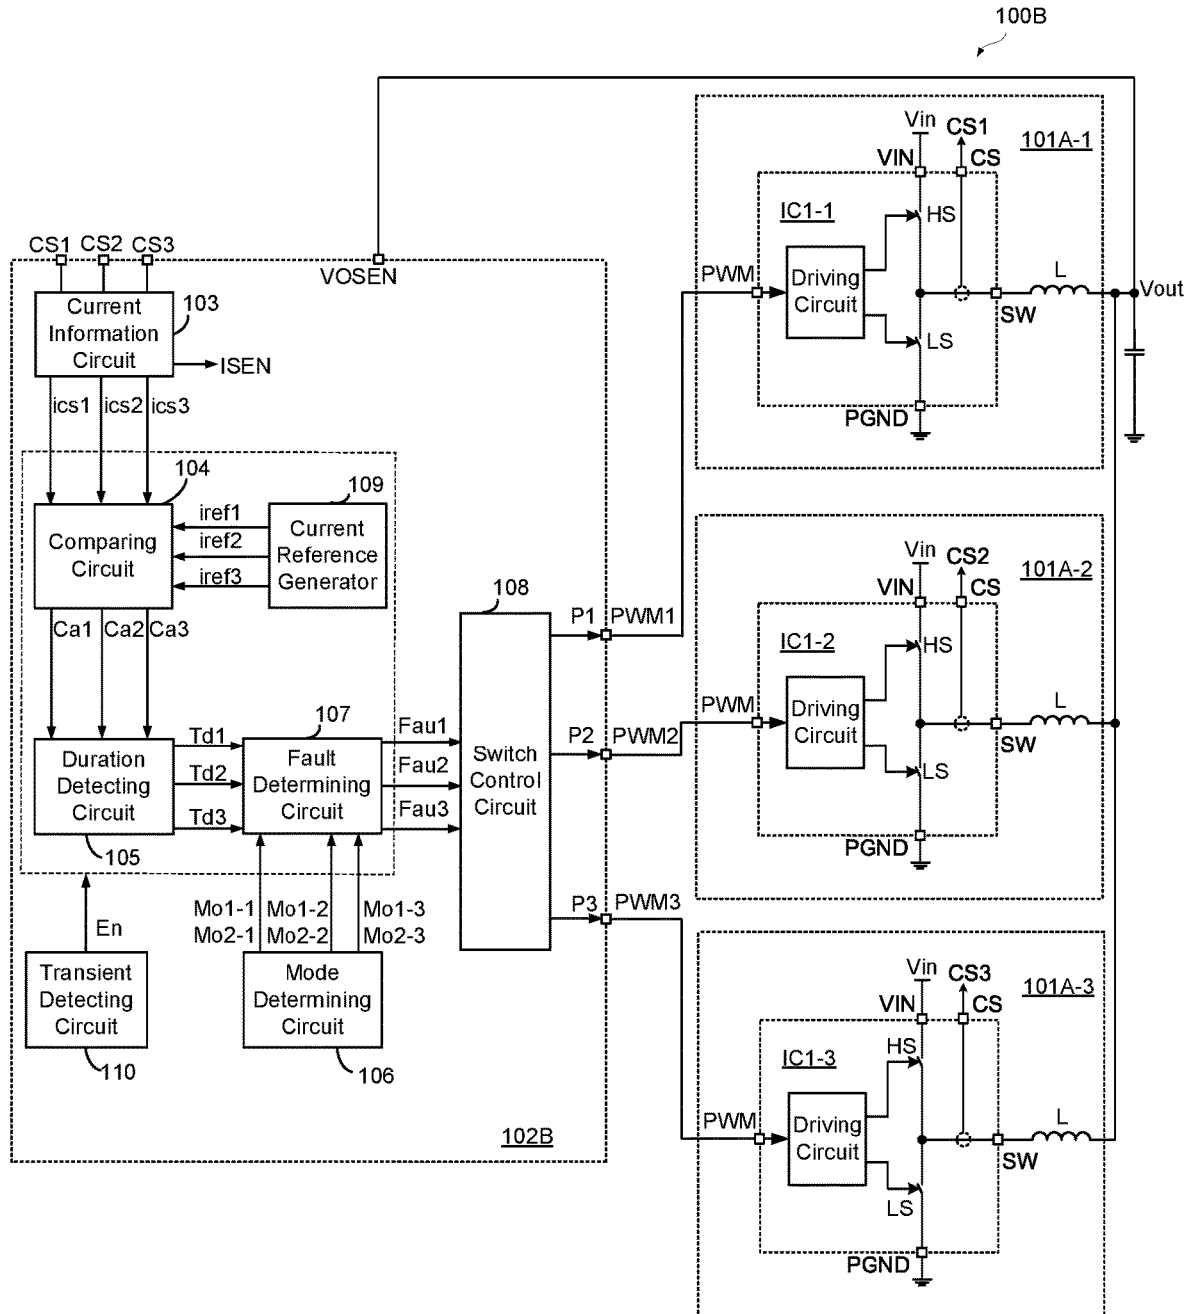 100B
Vin
CS1
101A-1
VIN
CS
IC1-1
HS
CS1
CS2
CS3
VOSEN
PWM
Driving
Circuit
L
Vout
SW
Current
Information
Circuit
103
ISEN
LS
ics1
ics2
ics3
PGND
104
109
Comparing
Circuit
iref1
iref2
iref3
Current
Reference
Generator
Vin
CS2
101A-2
VIN
CS
108
Ca1
Ca2
Ca3
P1
PWM1
IC1-2
HS
107
Td1
Td2
Td3
Fau1
Fau2
Fau3
P2
PWM2
PWM
Driving
Circuit
L
SW
Duration
Detecting
Circuit
Fault
Determining
Circuit
Switch
Control
Circuit
LS
105
PGND
En
Mo1-1
Mo2-1
Mo1-2
Mo2-2
Mo1-3
Mo2-3
P3
PWM3
Transient
Detecting
Circuit
Mode
Determining
Circuit
Vin
CS3
101A-3
VIN
CS
110
106
IC1-3
HS
102B
PWM
Driving
Circuit
L
SW
LS
PGND